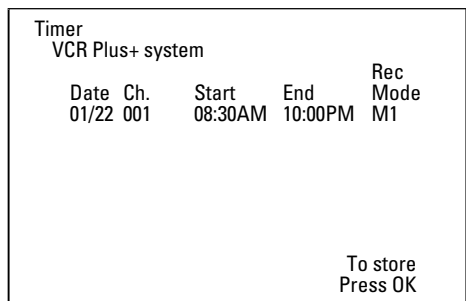 Timer
VCR Plus+ system
Rec
Date Ch. Start End Mode
01/22 001 08:30AM 10:00PM M1
To store
Press OK